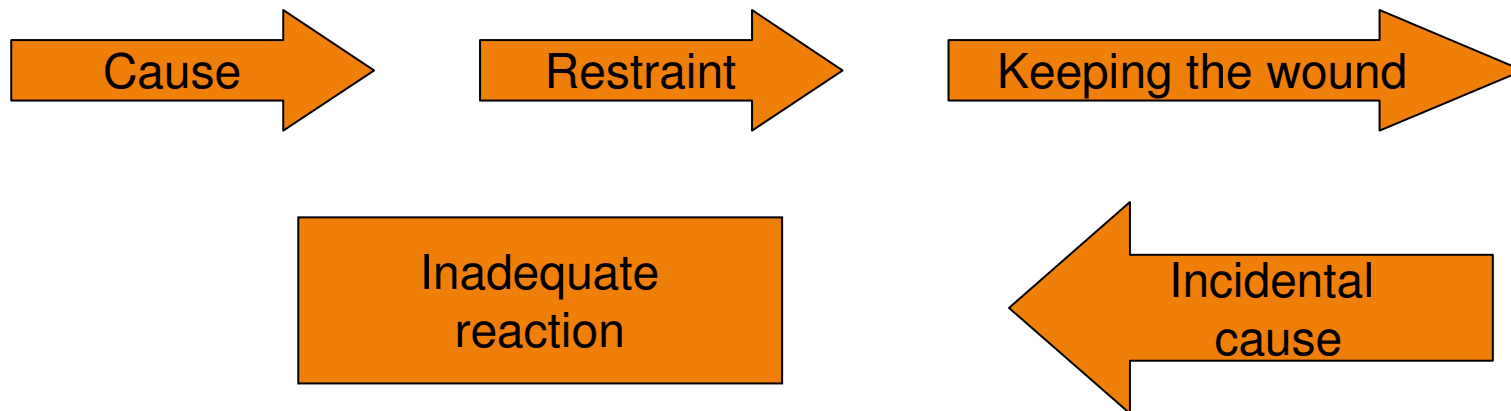 Cause
Restraint
Keeping the wound
Inadequate
reaction
Incidental
cause